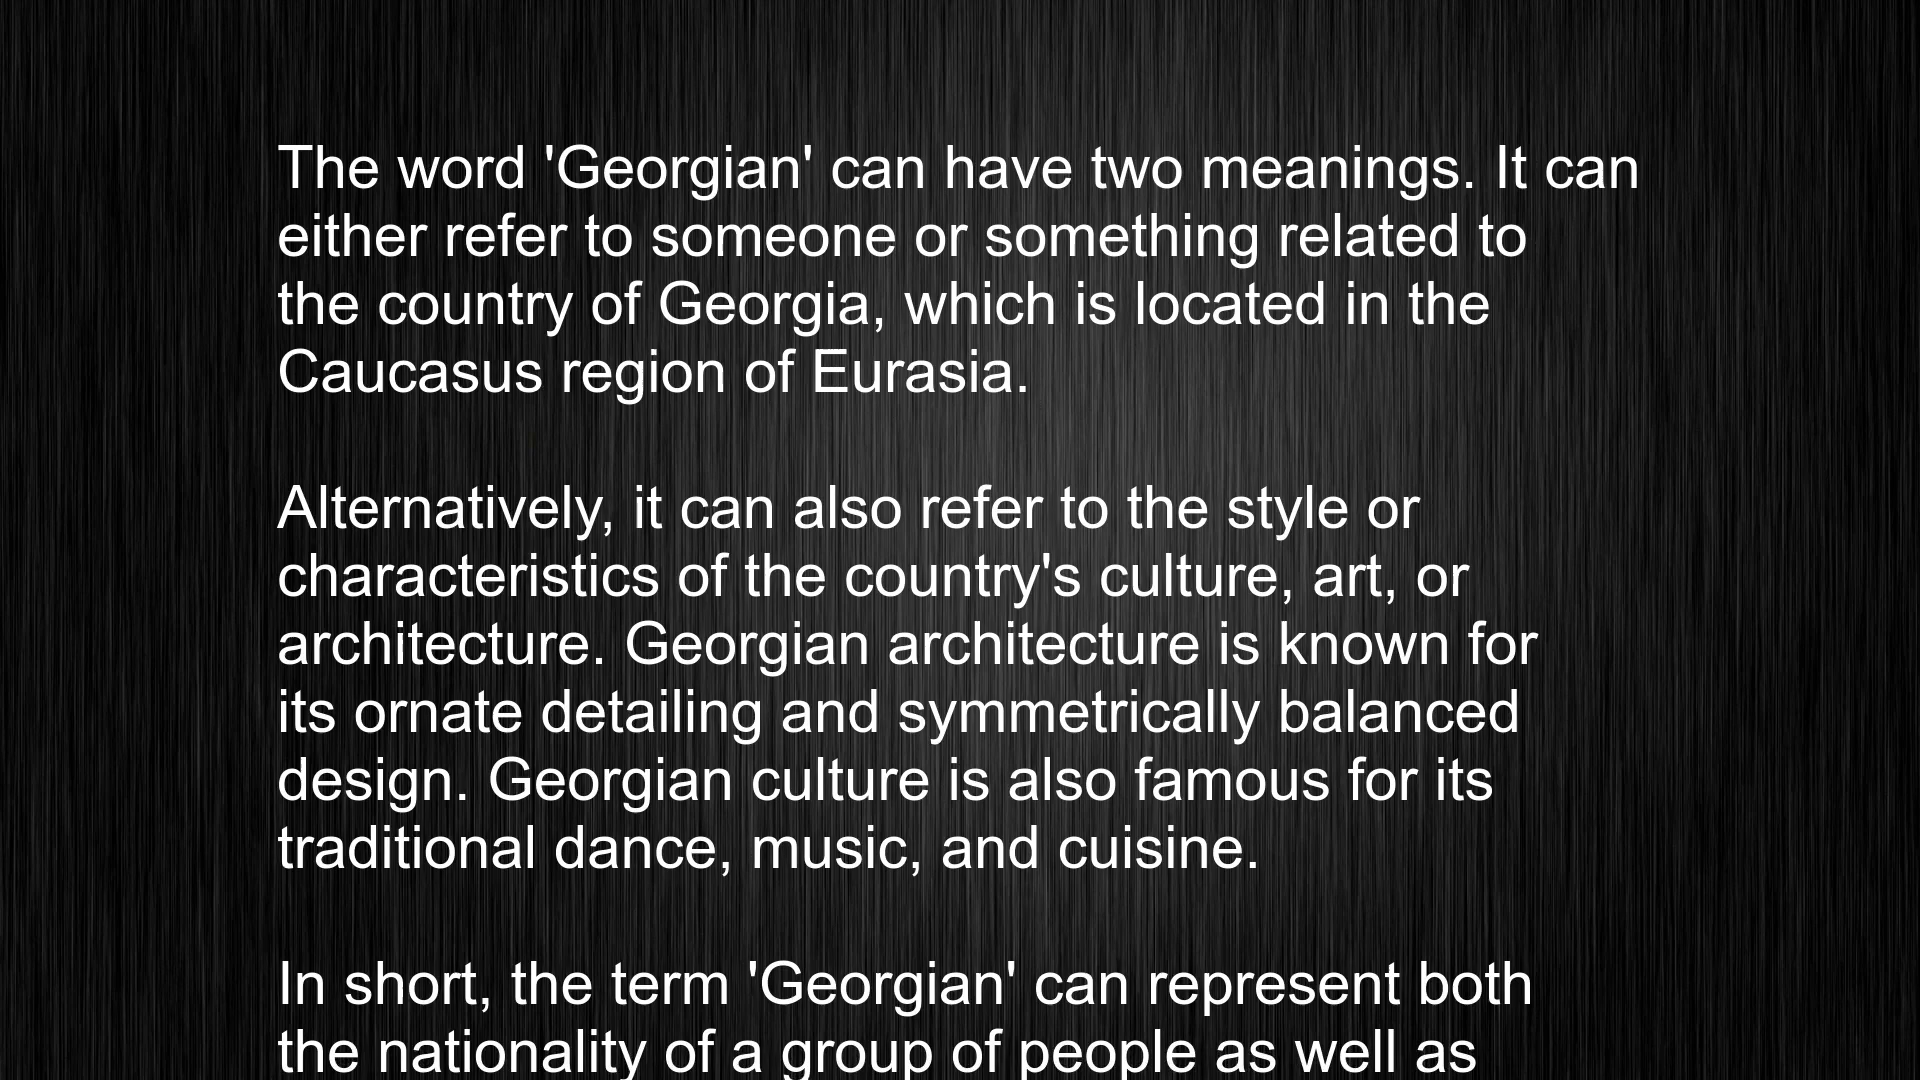 The word 'Georgian' can have two meanings. It can
either refer to someone or something related to
the country of Georgia, which is located in the
Caucasus region of Eurasia.
Alternatively, it can also refer to the style or
characteristics of the country's culture, art, or
architecture. Georgian architecture is known for
its ornate detailing and symmetrically balanced
design. Georgian culture is also famous for its
traditional dance, music, and cuisine.
In short, the term 'Georgian' can represent both
the nationality of a group of people as well as